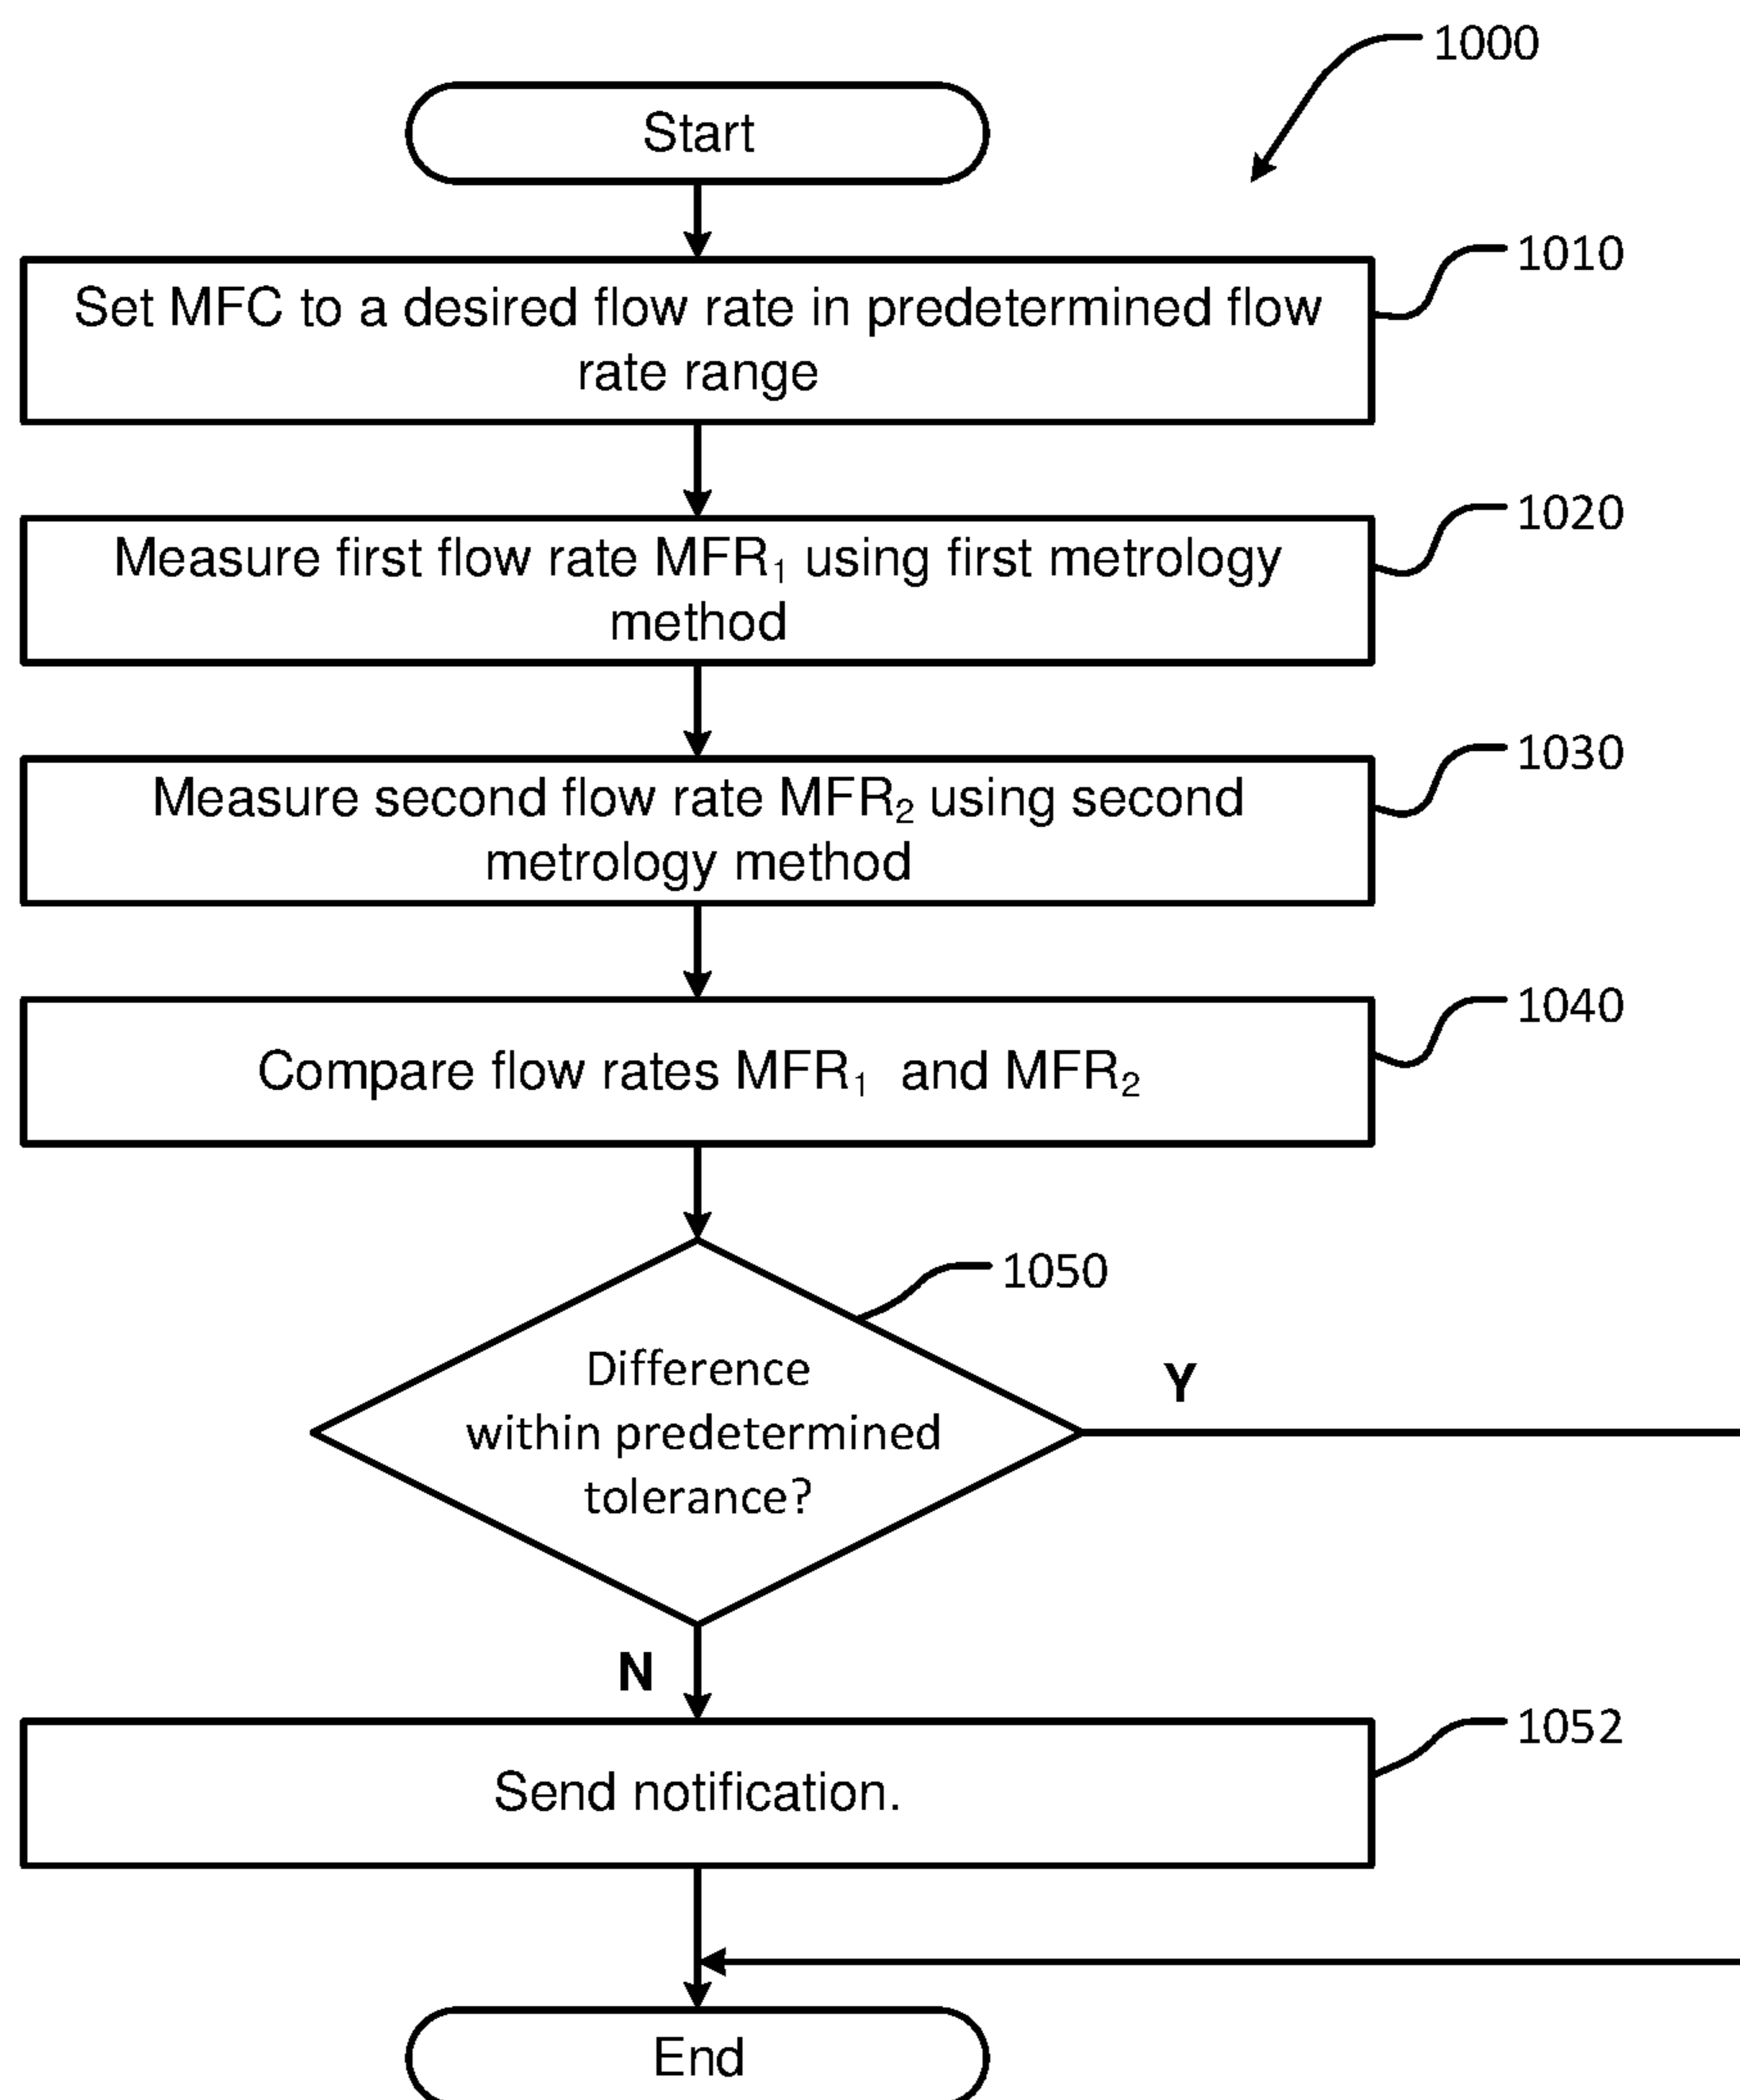 1000
Start
1010
Set MFC to a desired flow rate in predetermined flow
rate range
1020
Measure first flow rate MFR₁ using first metrology
method
1030
Measure second flow rate MFR₂ using second
metrology method
1040
Compare flow rates MFR₁ and MFR₂
1050
Difference
within predetermined
tolerance?
Y
N
1052
Send notification.
End